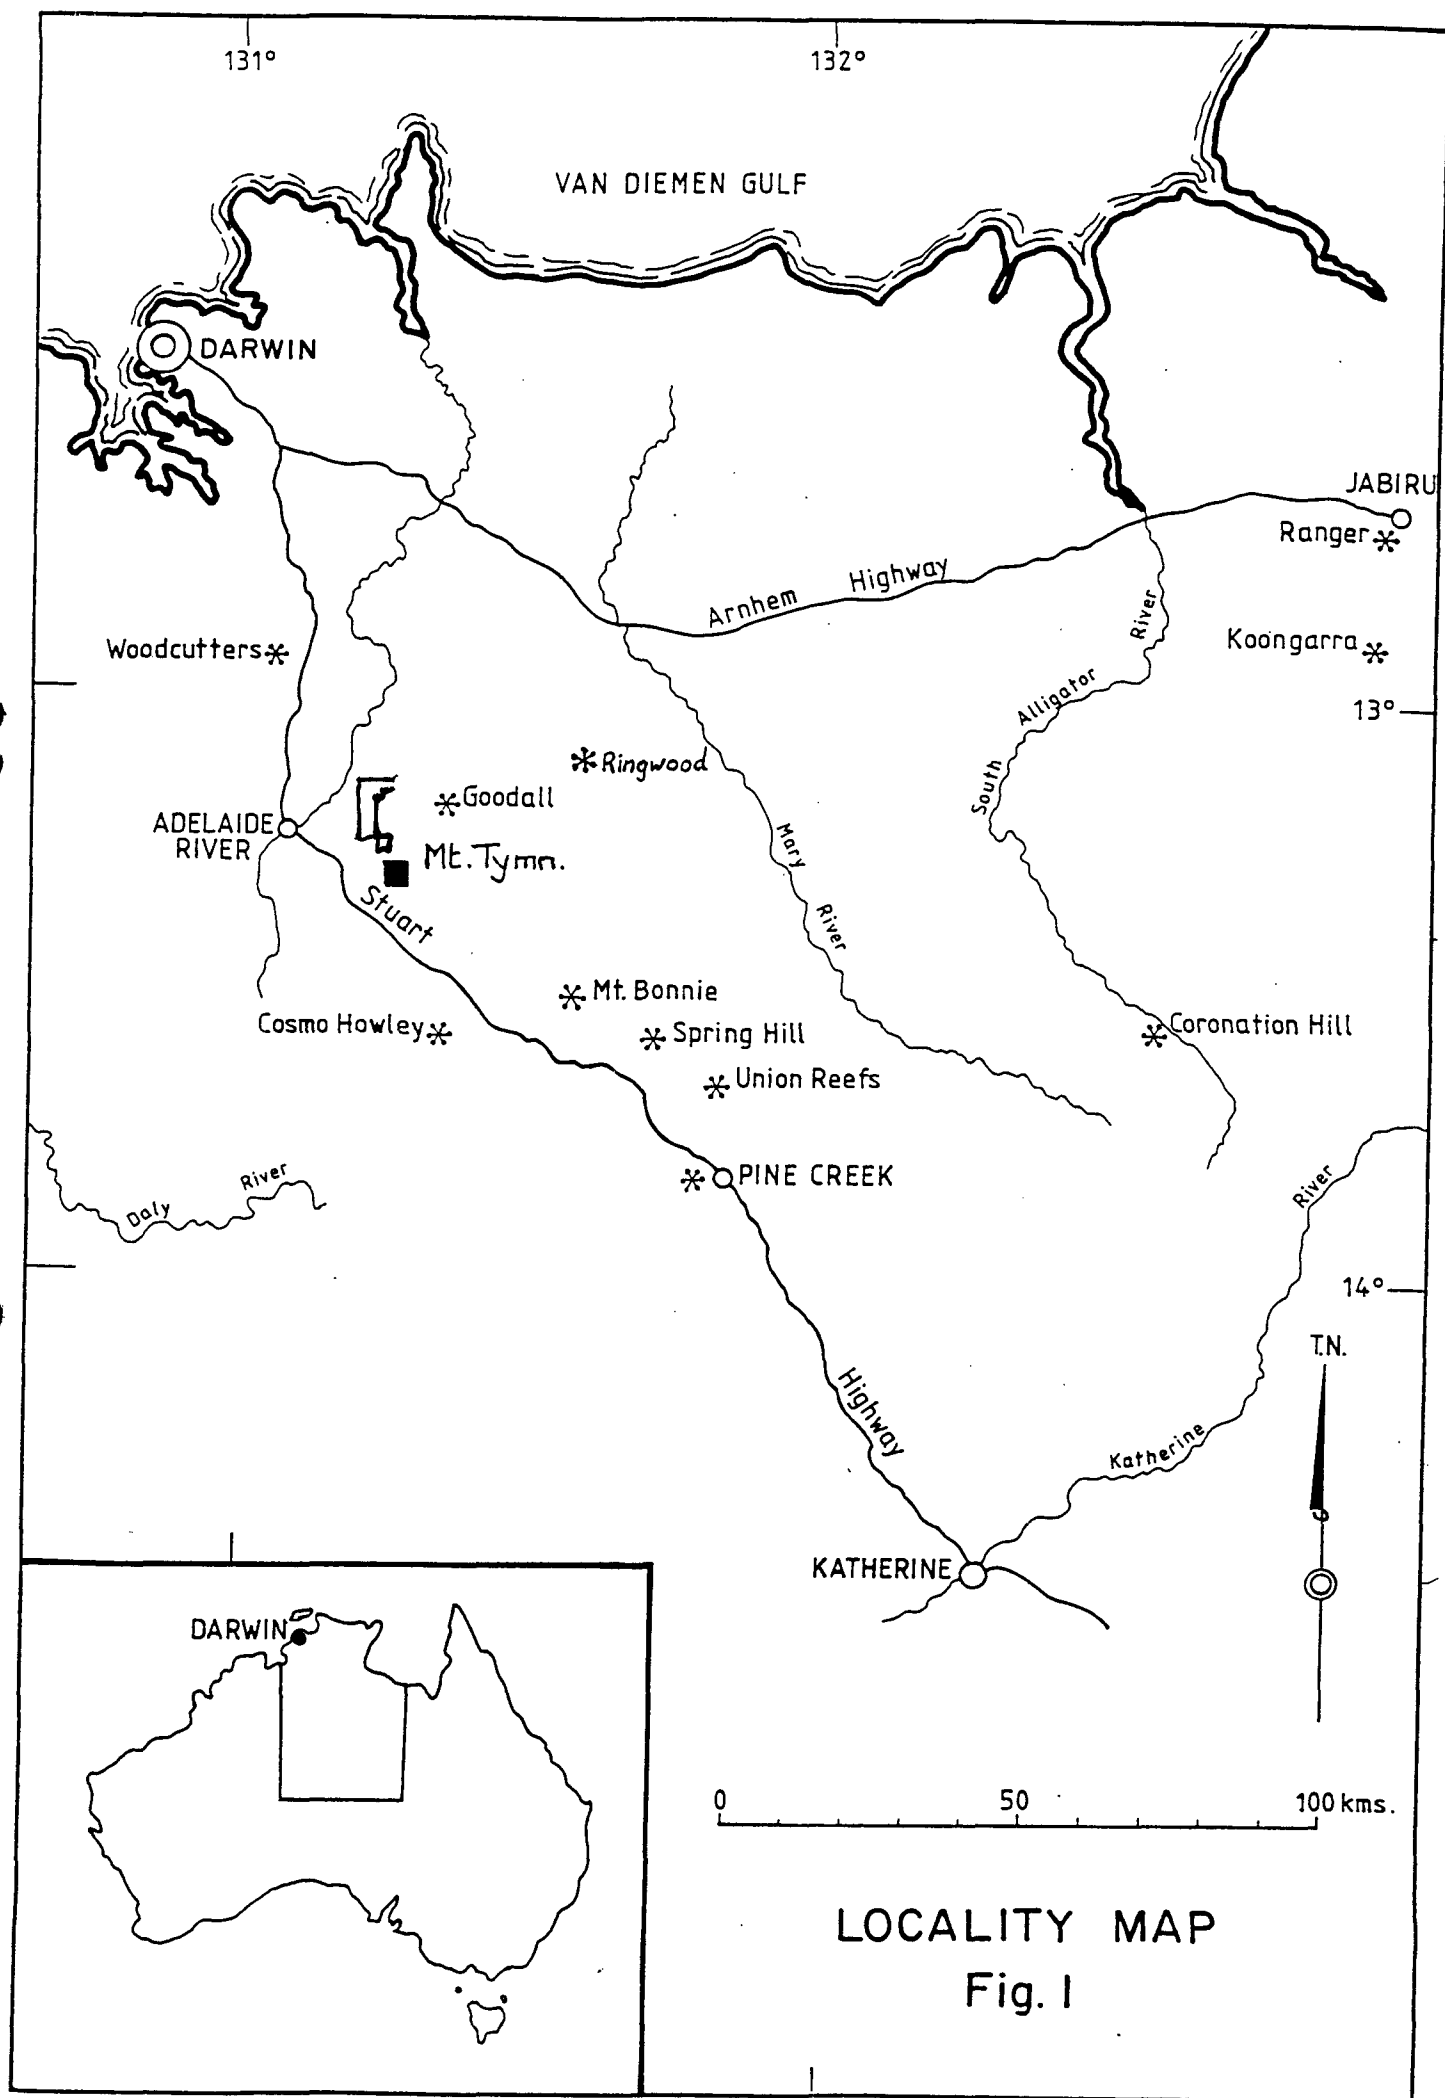 131°
132°
VAN DIEMEN GULF
DARWIN
JABIRU
Ranger
Arnhem Highway
River
Woodcutters
Koongarra
Alligator
13°
Ringwood
South
Goodall
ADELAIDE
RIVER
Mary
Mt. Tymn.
Stuart
River
Mt. Bonnie
Cosmo Howley
Spring Hill
Coronation Hill
Union Reefs
PINE CREEK
Daly River
River
14°
T.N.
Highway
Katherine
KATHERINE
DARWIN
0 50 100 kms.
LOCALITY MAP
Fig. 1